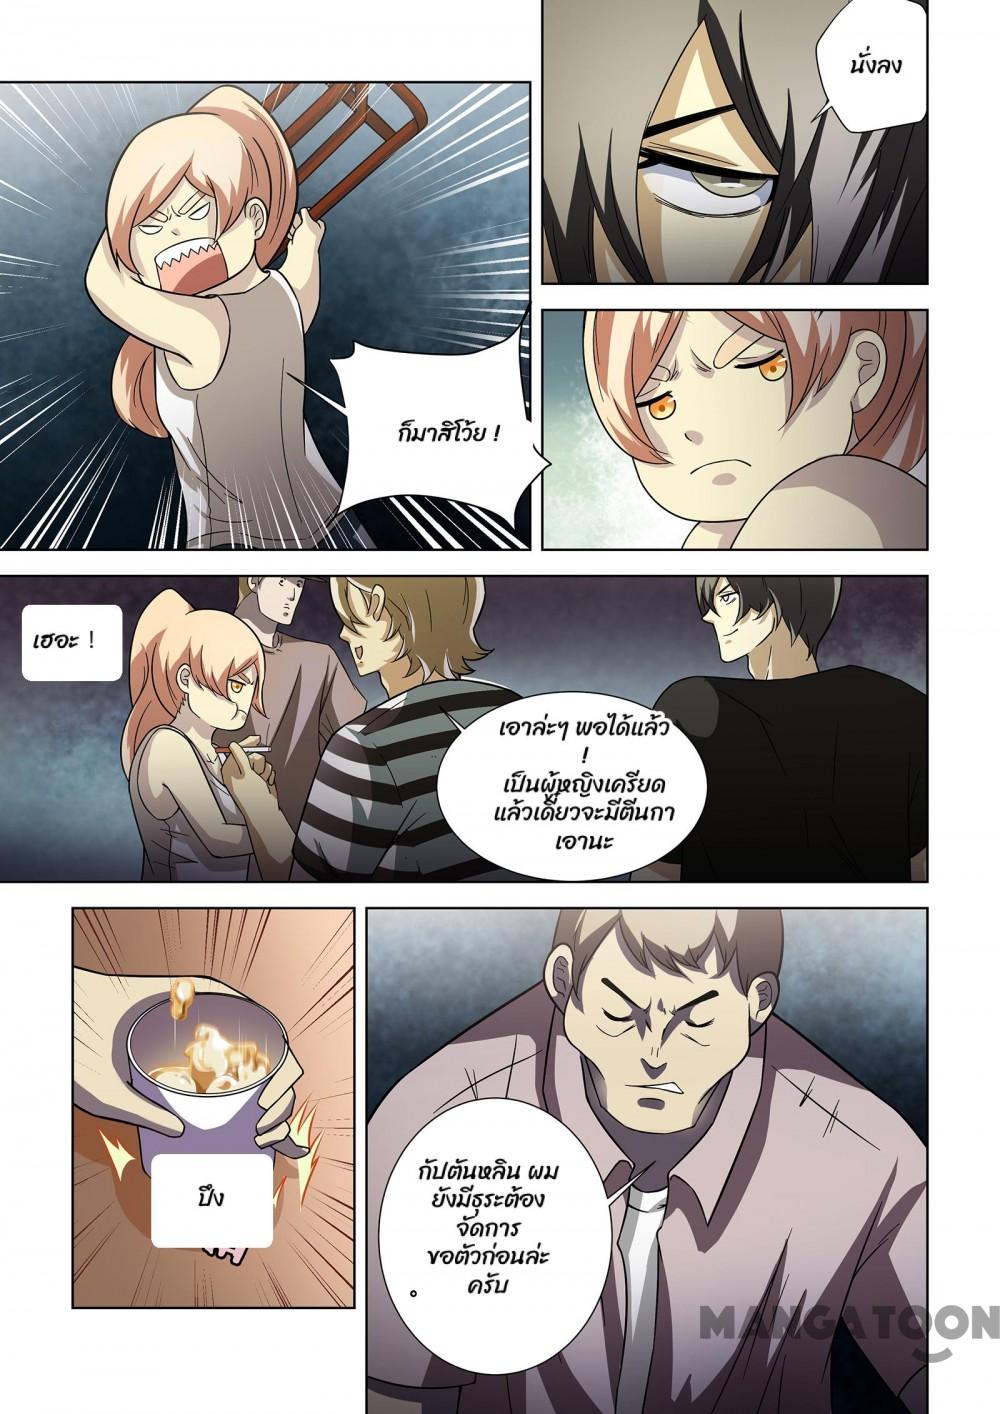 ก็มาสิโว้ย !
นั่งลง
เฮอะ !
เอาล่ะๆ พอได้แล้ว
!
เป็นผู้หญิงเครียด
แล้วเดี๋ยวจะมีตีนกา
เอานะ
ปึง
กัปตันหลิน ผม
ยังมีธุระต้อง
จัดการ
ขอตัวก่อนล่ะ
ครับ
MANGATOON